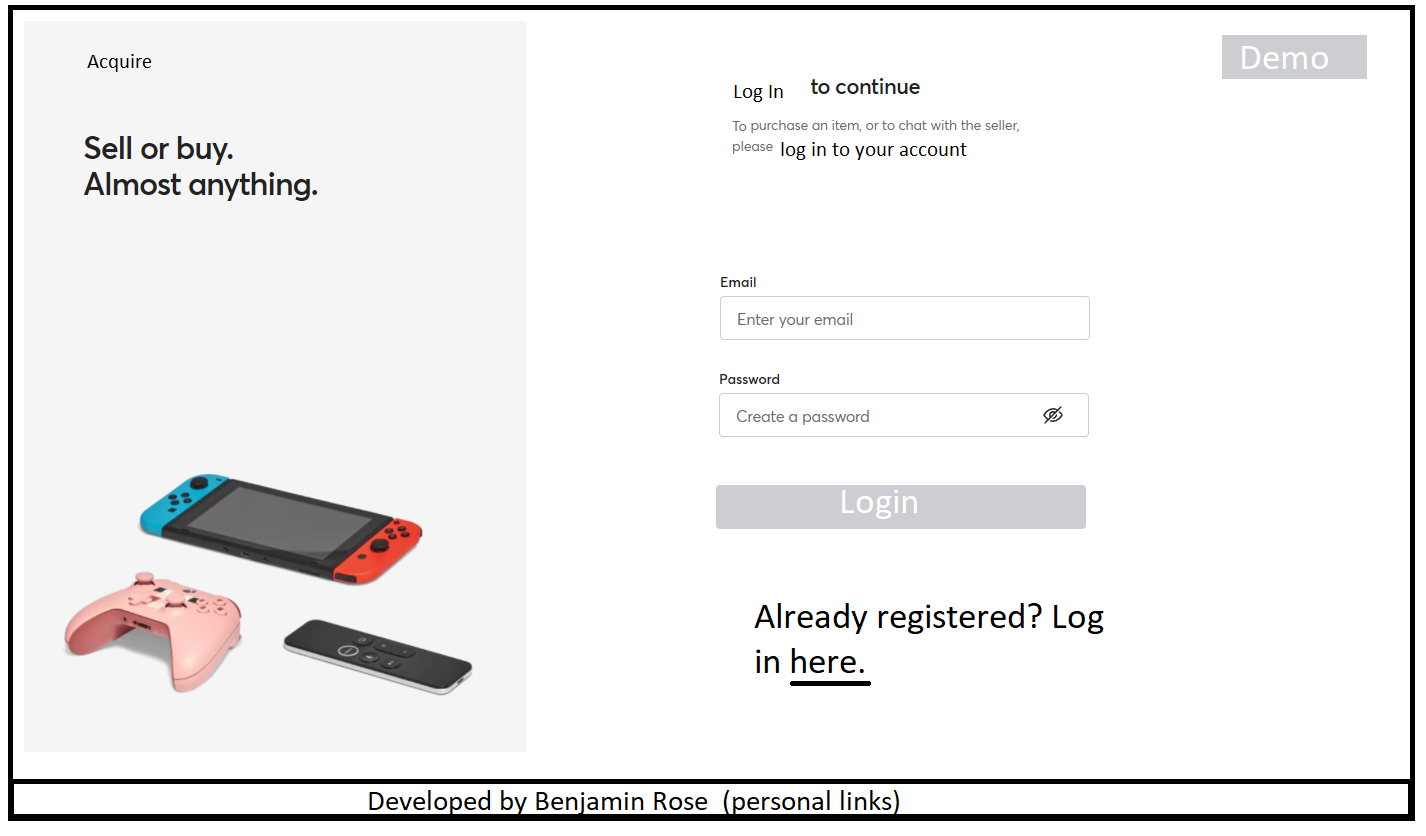 Acquire
Sell or buy.
Almost anything.
Demo
Log In to continue
To purchase an item, or to chat with the seller,
please log in to your account
Email
Enter your email
Password
Create a password
Login
Already registered? Log
in here.
Developed by Benjamin Rose (personal links)